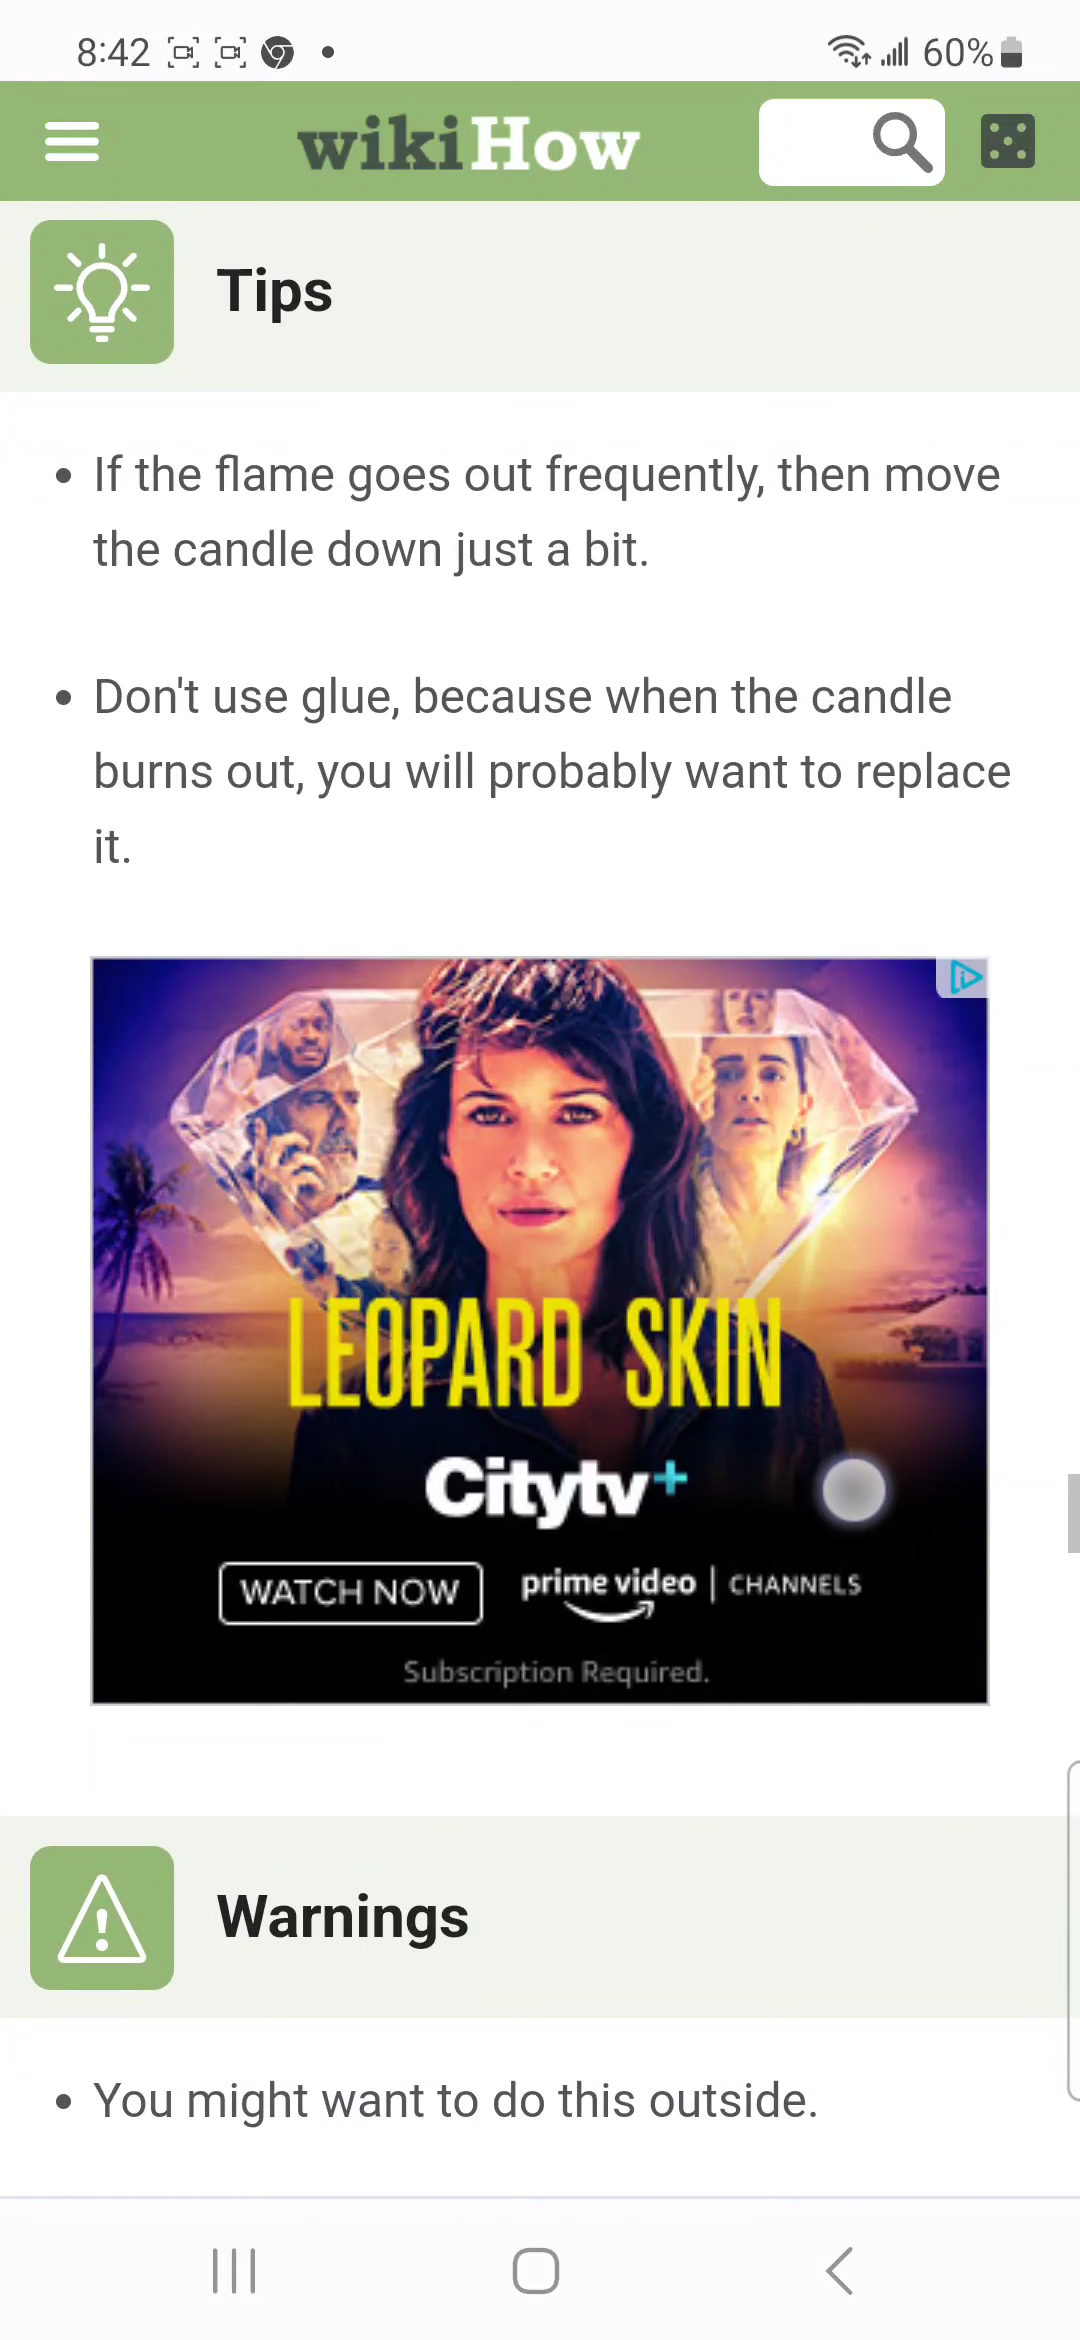 8:42
60%
wikiHow
Tips
• If the flame goes out frequently, then move
the candle down just a bit.
• Don't use glue, because when the candle
burns out, you will probably want to replace
it.
LEOPARD SKIN
Citytv+
WATCH NOW
prime video | CHANNELS
Subscription Required.
Warnings
• You might want to do this outside.